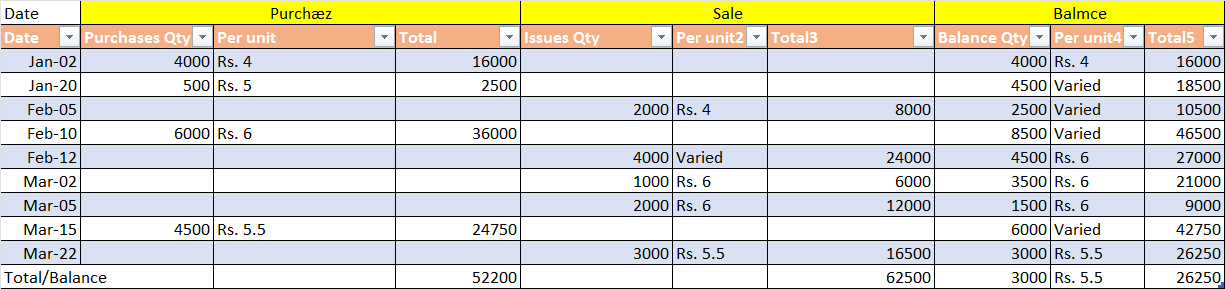 Date Purchæz Sale Balmce
Date Purchases Qty Per unit Total Issues Qty Per unit2 Total3 Balance Qty Per unit4 Total5
Jan-02 4000 Rs. 4 16000 4000 Rs. 4 16000
Jan-20 500 Rs. 5 2500 4500 Varied 18500
Feb-05 2000 Rs. 4 8000 2500 Varied 10500
Feb-10 6000 Rs. 6 36000 8500 Varied 46500
Feb-12 4000 Varied 24000 4500 Rs. 6 27000
Mar-02 1000 Rs. 6 6000 3500 Rs. 6 21000
Mar-05 2000 Rs. 6 12000 1500 Rs. 6 9000
Mar-15 4500 Rs. 5.5 24750 6000 Varied 42750
Mar-22 3000 Rs. 5.5 16500 3000 Rs. 5.5 26250
Total/Balance 52200 62500 3000 Rs. 5.5 26250